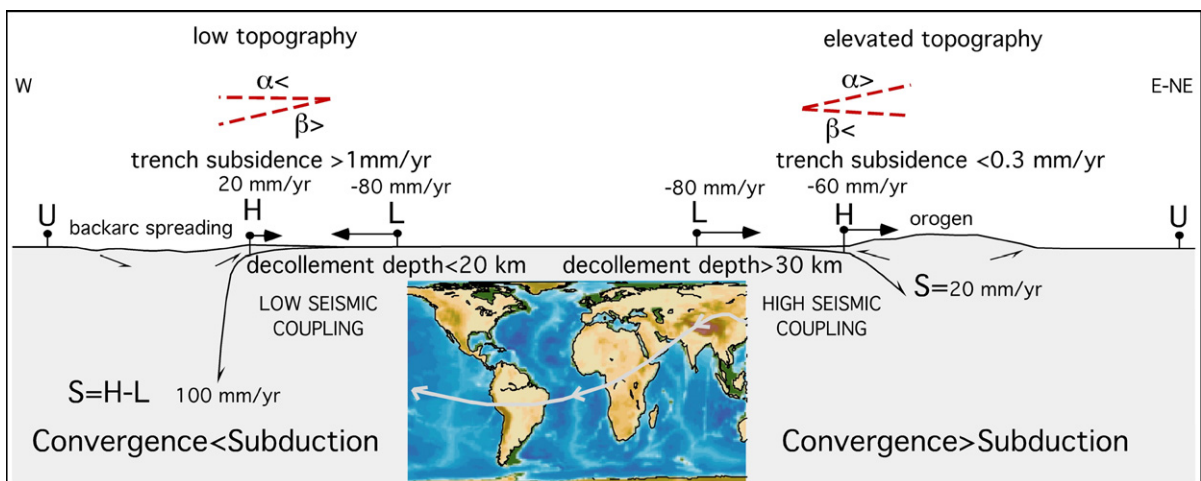 low topography
elevated topography
W
α<
α>
E-NE
β>
β<
trench subsidence >1mm/yr
trench subsidence <0.3 mm/yr
20 mm/yr
-80 mm/yr
-80 mm/yr
-60 mm/yr
U
backarc spreading
H
L
L
H
orogen
U
decollement depth<20 km
decollement depth>30 km
LOW SEISMIC
COUPLING
HIGH SEISMIC
COUPLING
S=20 mm/yr
S=H-L
100 mm/yr
Convergence<Subduction
Convergence>Subduction